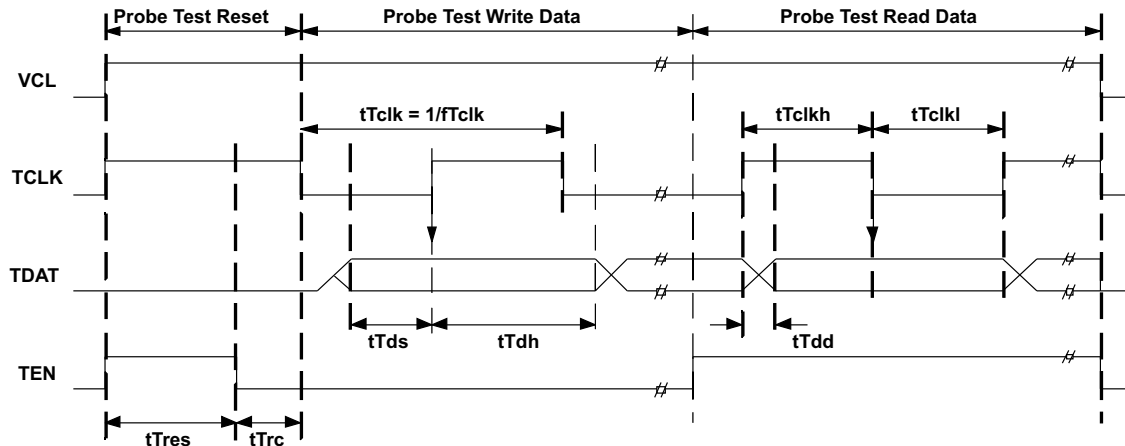 Probe Test Reset Probe Test Write Data Probe Test Read Data
VCL
tTclk = 1/fTclk tTclkh tTclkl
TCLK
TDAT
tTds tTdh tTdd
TEN
tTres tTrc